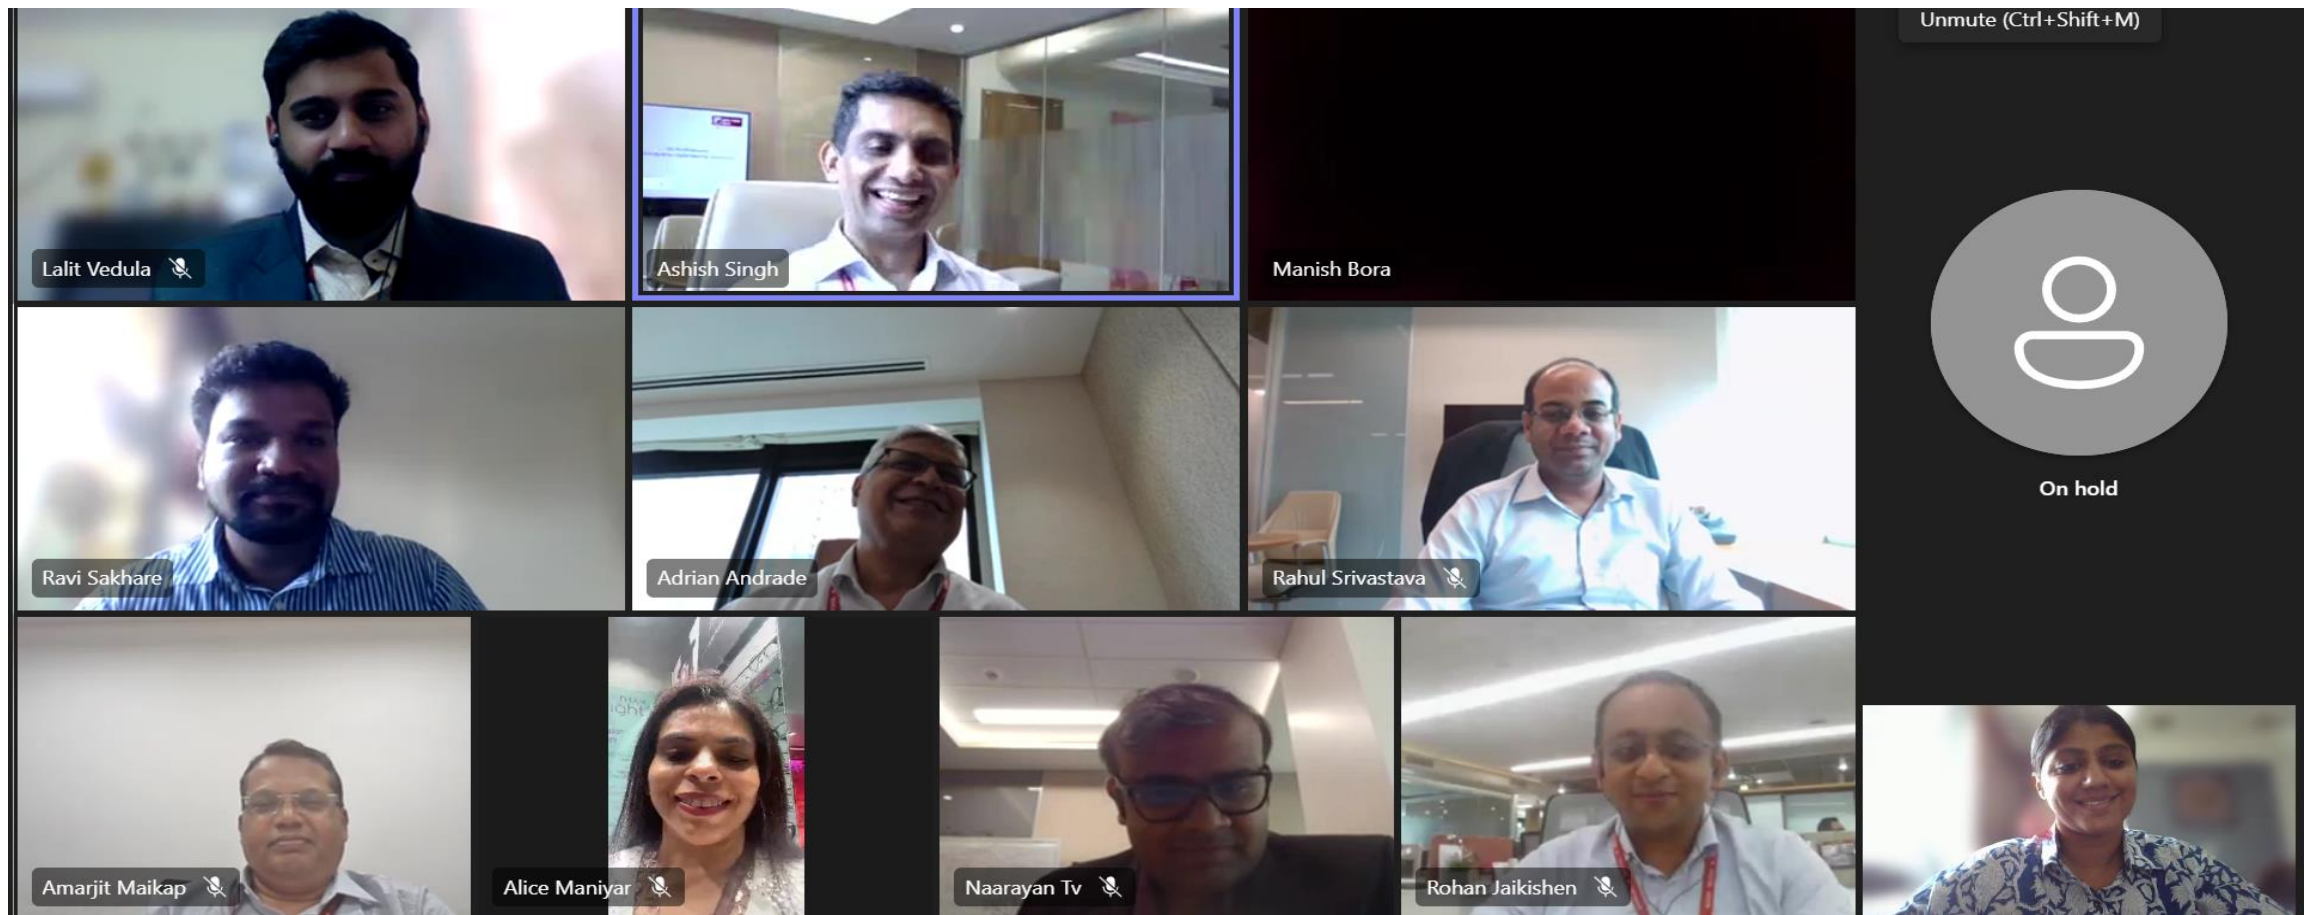 Unmute (Ctrl+Shift+M)
Lalit Vedula
Ashish Singh
Manish Bora
Ravi Sakhare
Adrian Andrade
Rahul Srivastava
On hold
Amarjit Maikap
Alice Maniyar
Naarayan Tv
Rohan Jaikishen